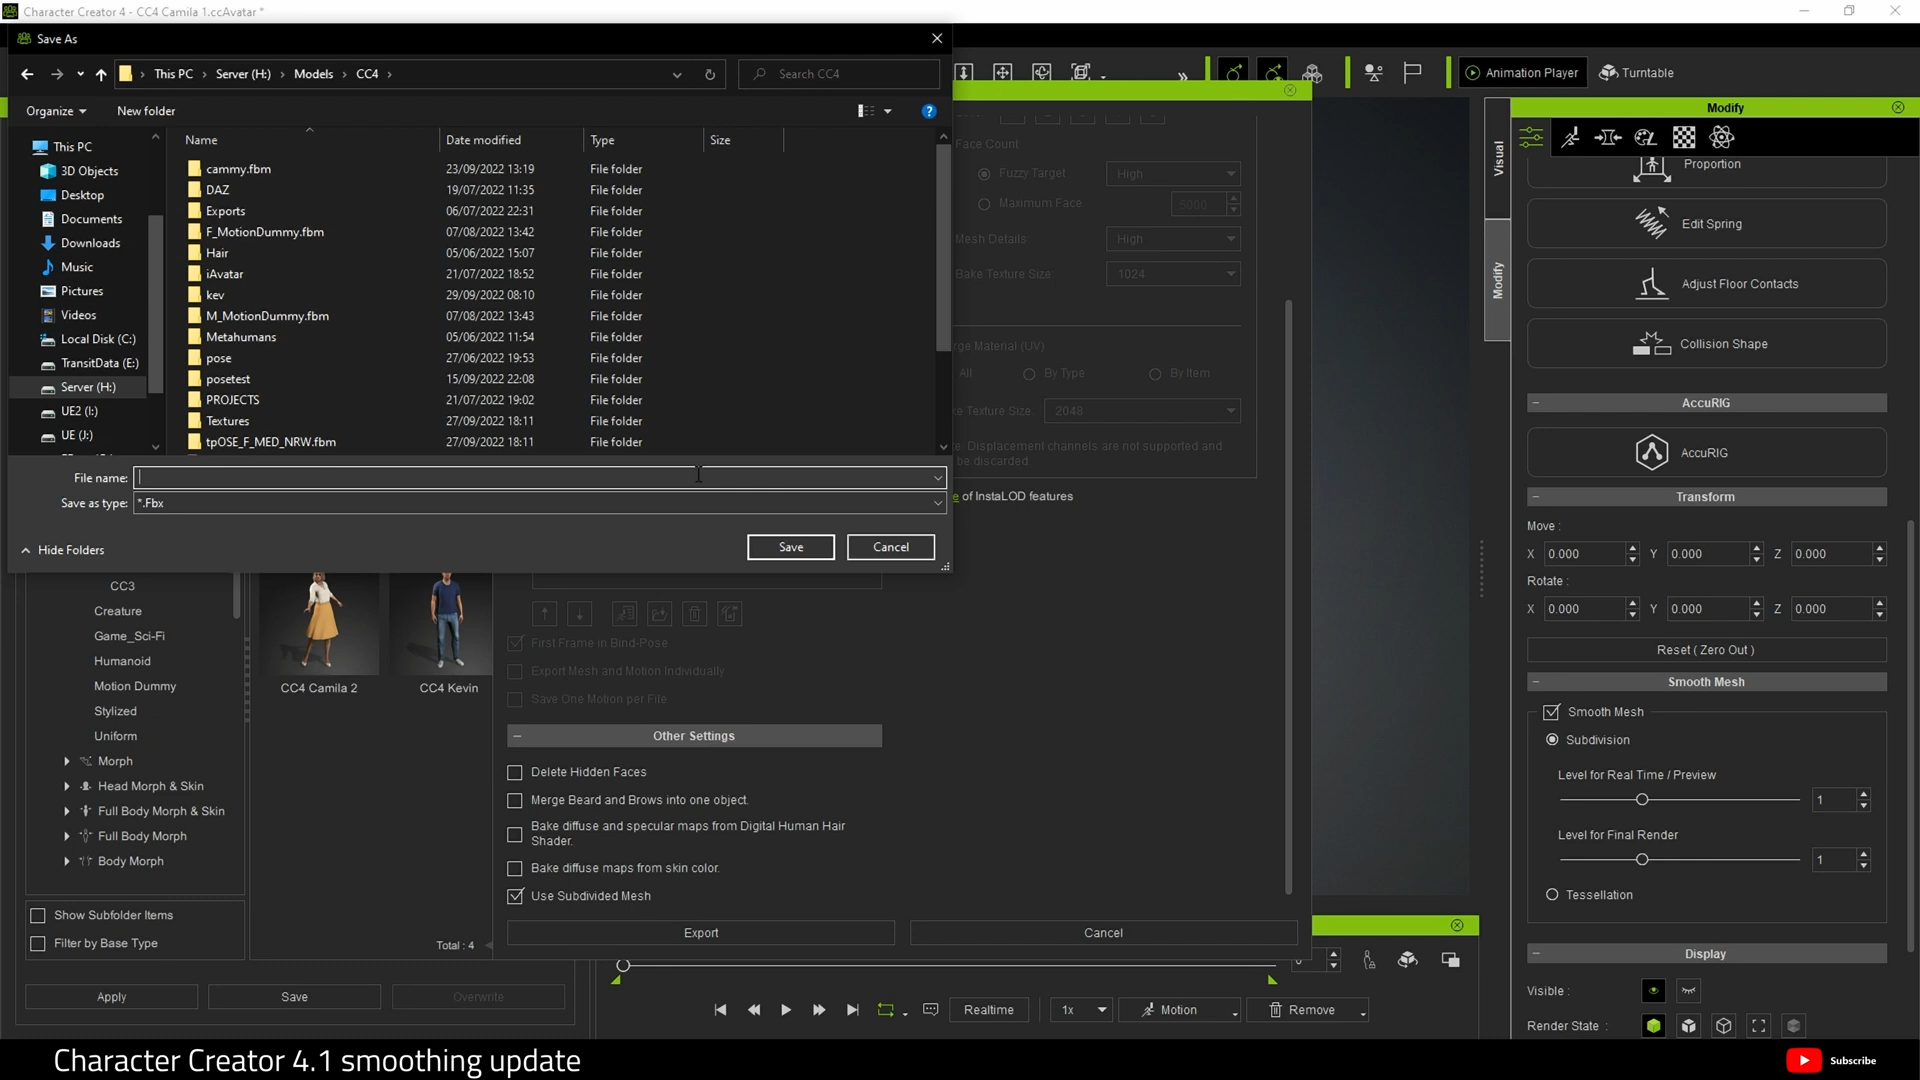 Character Creator 4 - CC4 Camila 1.ccAvatar *
Save As
This PC > Server (H:) > Models > CC4 >
Search CC4
Organize
New folder
Name
Date modified
Type
Size
This PC
3D Objects
Desktop
Documents
Downloads
Music
Pictures
Videos
Local Disk (C:)
TransitData (E:)
Server (H:)
UE2 (I:)
UE (J:)
cammy.fbm 23/09/2022 13:19 File folder
DAZ 19/07/2022 11:35 File folder
Exports 06/07/2022 22:31 File folder
F_MotionDummy.fbm 07/08/2022 13:42 File folder
Hair 05/06/2022 15:07 File folder
iAvatar 21/07/2022 18:52 File folder
kev 29/09/2022 08:10 File folder
M_MotionDummy.fbm 07/08/2022 13:43 File folder
Metahumans 05/06/2022 11:54 File folder
pose 27/06/2022 19:53 File folder
posetest 15/09/2022 22:08 File folder
PROJECTS 21/07/2022 19:02 File folder
Textures 27/09/2022 18:11 File folder
tpOSE_F_MED_NRW.fbm 27/09/2022 18:11 File folder
File name:
Save as type: *.Fbx
Hide Folders
Save
Cancel
Face Count
Fuzzy Target High
Maximum Face 5000
Mesh Details: High
Bake Texture Size: 1024
rge Material (UV)
All By Type By Item
ke Texture Size: 2048
e: Displacement channels are not supported and
be discarded.
e of InstaLOD features
CC3
Creature
Game_Sci-Fi
Humanoid
Motion Dummy
Stylized
Uniform
Morph
Head Morph & Skin
Full Body Morph & Skin
Full Body Morph
Body Morph
Show Subfolder Items
Filter by Base Type
CC4 Camila 2
CC4 Kevin
Total : 4
Apply
Save
Overwrite
First Frame in Bind-Pose
Export Mesh and Motion Individually
Save One Motion per File
Other Settings
Delete Hidden Faces
Merge Beard and Brows into one object.
Bake diffuse and specular maps from Digital Human Hair
Shader.
Bake diffuse maps from skin color.
Use Subdivided Mesh
Export
Cancel
Realtime
1x
Motion
Remove
Animation Player
Turntable
Visual
Modify
Modify
Proportion
Edit Spring
Adjust Floor Contacts
Collision Shape
AccuRIG
AccuRIG
Transform
Move :
X 0.000 Y 0.000 Z 0.000
Rotate :
X 0.000 Y 0.000 Z 0.000
Reset ( Zero Out )
Smooth Mesh
Smooth Mesh
Subdivision
Level for Real Time / Preview
1
Level for Final Render
1
Tessellation
Display
Visible :
Render State :
Character Creator 4.1 smoothing update
Subscribe